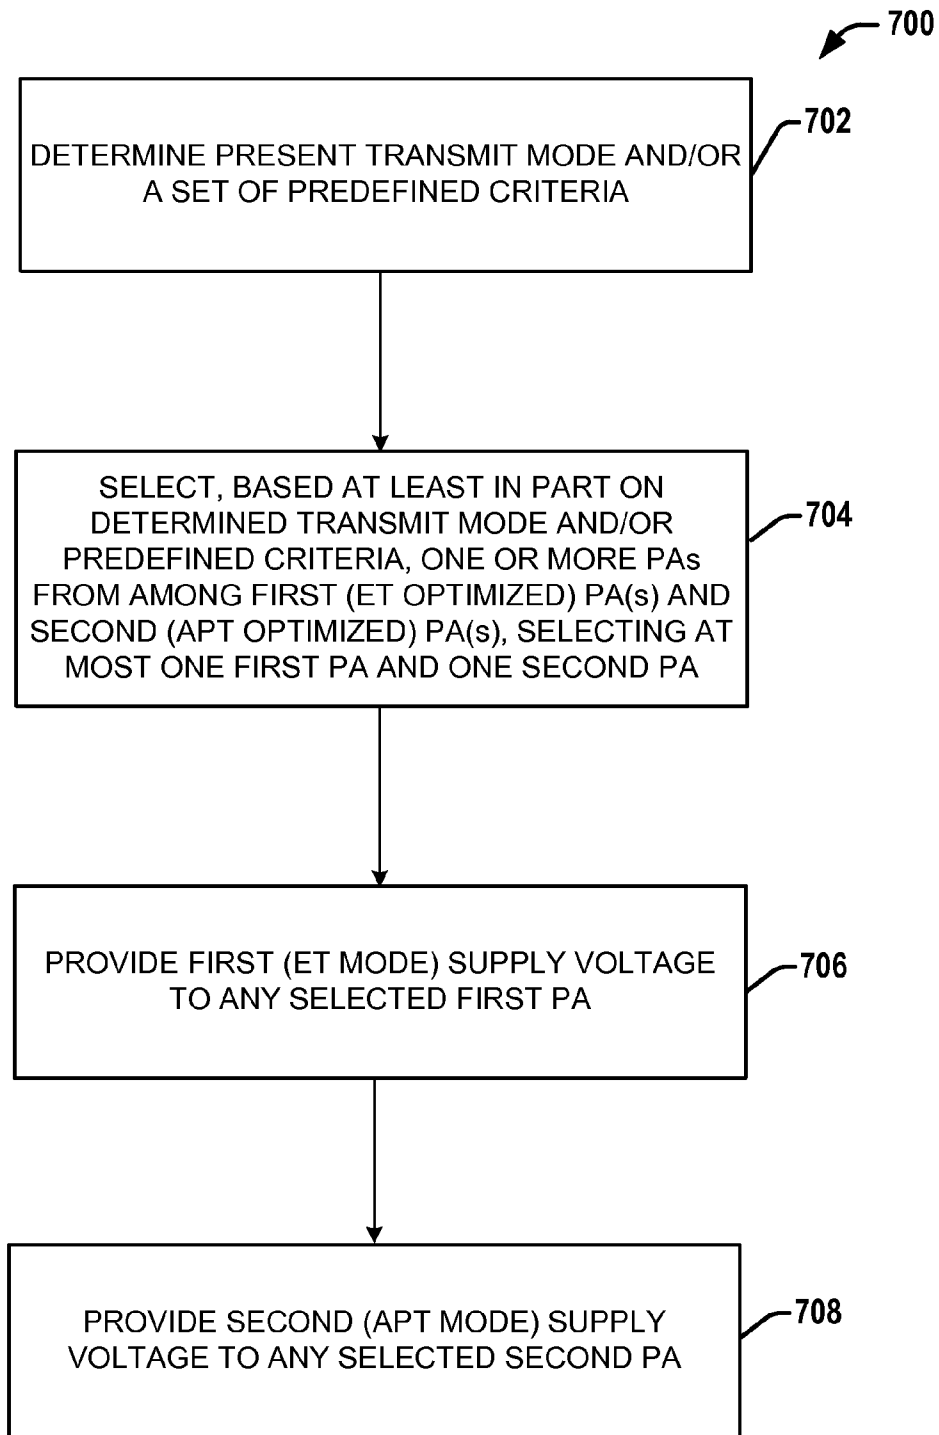 700
702
DETERMINE PRESENT TRANSMIT MODE AND/OR
A SET OF PREDEFINED CRITERIA
SELECT, BASED AT LEAST IN PART ON
DETERMINED TRANSMIT MODE AND/OR
PREDEFINED CRITERIA, ONE OR MORE PAs
FROM AMONG FIRST (ET OPTIMIZED) PA(s) AND
SECOND (APT OPTIMIZED) PA(s), SELECTING AT
MOST ONE FIRST PA AND ONE SECOND PA
704
PROVIDE FIRST (ET MODE) SUPPLY VOLTAGE
TO ANY SELECTED FIRST PA
706
PROVIDE SECOND (APT MODE) SUPPLY
VOLTAGE TO ANY SELECTED SECOND PA
708